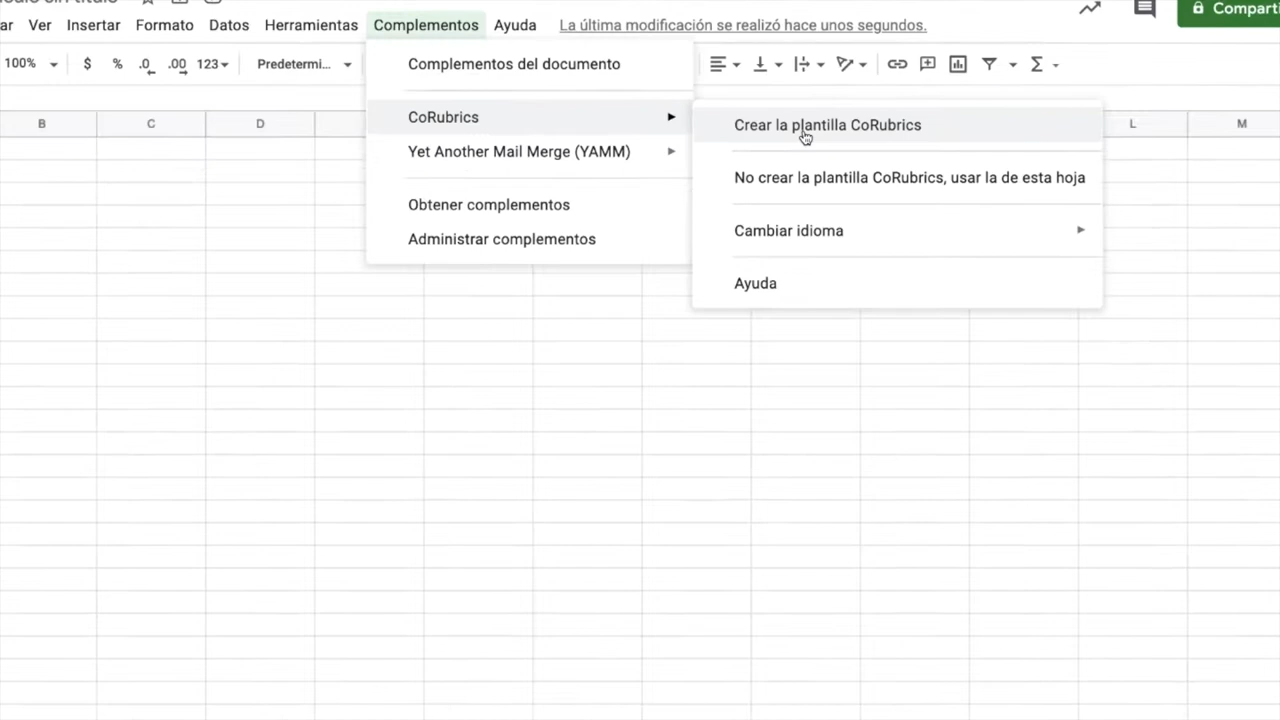 Comparti
ar Ver Insertar Formato Datos Herramientas Complementos Ayuda La última modificación se realizó hace unos segundos.
100% $ % .0 .00 123 Predetermi...
Complementos del documento
CoRubrics
Yet Another Mail Merge (YAMM)
Obtener complementos
Administrar complementos
Crear la plantilla CoRubrics
No crear la plantilla CoRubrics, usar la de esta hoja
Cambiar idioma
Ayuda
B C D L M